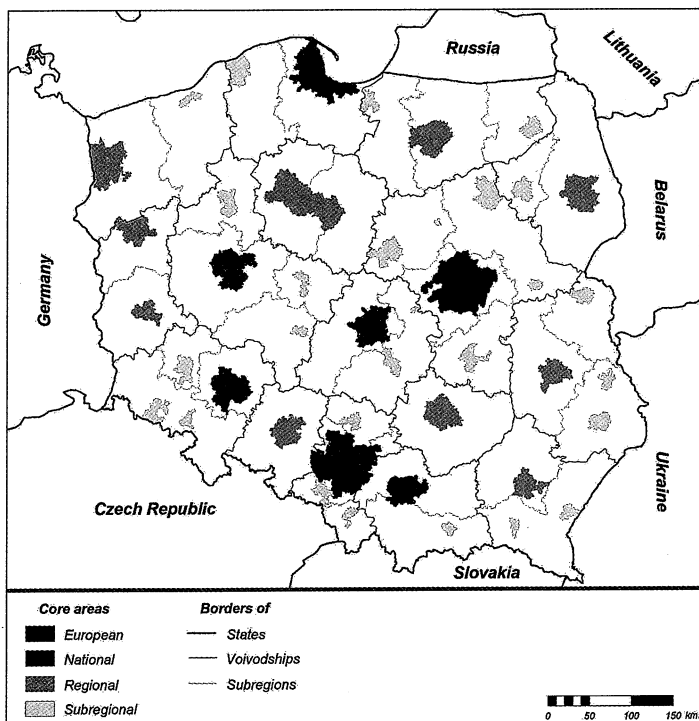 Russia
Lithuania
Belarus
Germany
Ukraine
Czech Republic
Slovakia
Core areas
European
National
Regional
Subregional
Borders of
States
Voivodships
Subregions
0 50 100 150 km